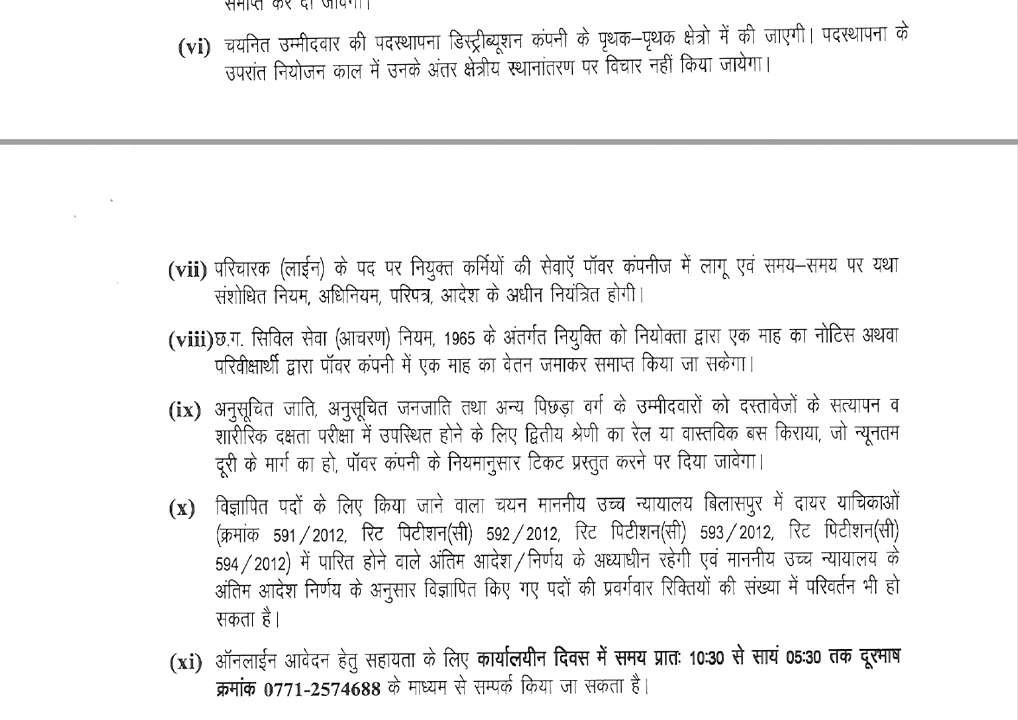 समाप्त कर दी जावेगी।
(vi) चयनित उम्मीदवार की पदस्थापना डिस्ट्रीब्यूशन कंपनी के पृथक–पृथक क्षेत्रो में की जाएगी। पदस्थापना के
उपरांत नियोजन काल में उनके अंतर क्षेत्रीय स्थानांतरण पर विचार नहीं किया जायेगा।
(vii) परिचारक (लाईन) के पद पर नियुक्त कर्मियों की सेवाएँ पॉवर कंपनीज में लागू एवं समय–समय पर यथा
संशोधित नियम, अधिनियम, परिपत्र, आदेश के अधीन नियंत्रित होगी।
(viii) छ.ग. सिविल सेवा (आचरण) नियम, 1965 के अंतर्गत नियुक्ति को नियोक्ता द्वारा एक माह का नोटिस अथवा
परिवीक्षार्थी द्वारा पॉवर कंपनी में एक माह का वेतन जमाकर समाप्त किया जा सकेगा।
(ix) अनुसूचित जाति, अनुसूचित जनजाति तथा अन्य पिछड़ा वर्ग के उम्मीदवारों को दस्तावेजों के सत्यापन व
शारीरिक दक्षता परीक्षा में उपस्थित होने के लिए द्वितीय श्रेणी का रेल या वास्तविक बस किराया, जो न्यूनतम
दूरी के मार्ग का हो, पॉवर कंपनी के नियमानुसार टिकट प्रस्तुत करने पर दिया जावेगा।
(x) विज्ञापित पदों के लिए किया जाने वाला चयन माननीय उच्च न्यायालय बिलासपुर में दायर याचिकाओं
(क्रमांक 591/2012, रिट पिटीशन(सी) 592/2012, रिट पिटीशन(सी) 593/2012, रिट पिटीशन(सी)
594/2012) में पारित होने वाले अंतिम आदेश/निर्णय के अध्याधीन रहेगी एवं माननीय उच्च न्यायालय के
अंतिम आदेश निर्णय के अनुसार विज्ञापित किए गए पदों की प्रवर्गवार रिक्तियों की संख्या में परिवर्तन भी हो
सकता है।
(xi) ऑनलाईन आवेदन हेतु सहायता के लिए कार्यालयीन दिवस में समय प्रातः 10:30 से सायं 05:30 तक दूरभाष
क्रमांक 0771-2574688 के माध्यम से सम्पर्क किया जा सकता है।